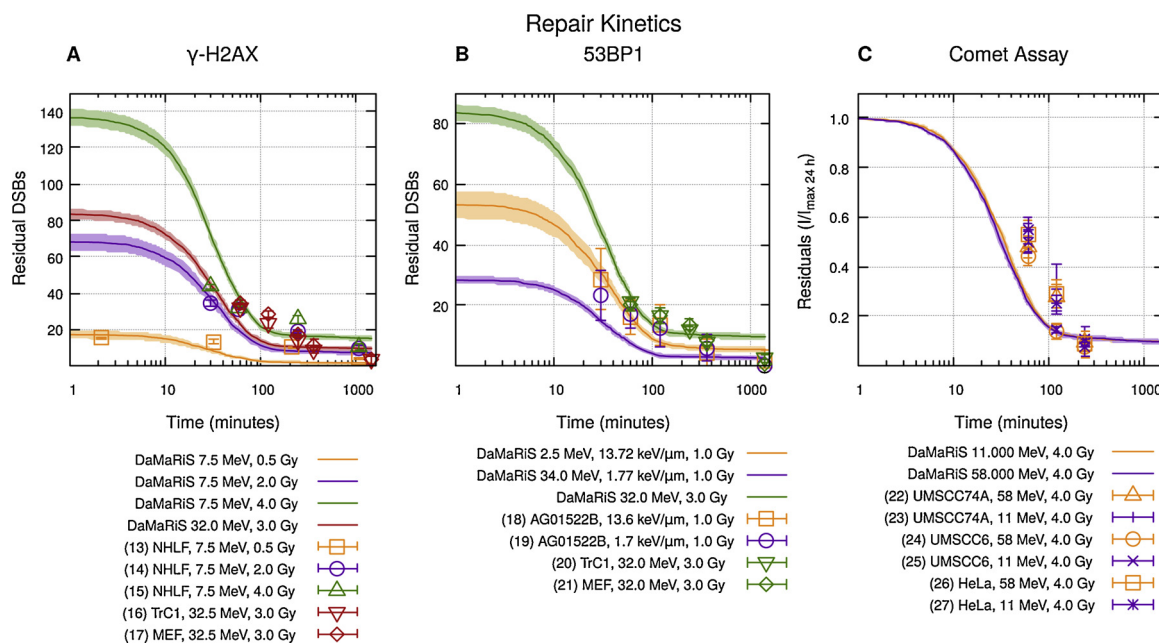 Repair Kinetics
A
γ-H2AX
B
53BP1
C
Comet Assay
Residual DSBs
140
120
100
80
60
40
20
1
10
100
1000
Time (minutes)
Residual DSBs
80
60
40
20
1
10
100
1000
Time (minutes)
Residuals (I/Imax 24 h)
1.0
0.8
0.6
0.4
0.2
1
10
100
1000
Time (minutes)
DaMaRiS 7.5 MeV, 0.5 Gy
DaMaRiS 7.5 MeV, 2.0 Gy
DaMaRiS 7.5 MeV, 4.0 Gy
DaMaRiS 32.0 MeV, 3.0 Gy
(13) NHLF, 7.5 MeV, 0.5 Gy
(14) NHLF, 7.5 MeV, 2.0 Gy
(15) NHLF, 7.5 MeV, 4.0 Gy
(16) TrC1, 32.5 MeV, 3.0 Gy
(17) MEF, 32.5 MeV, 3.0 Gy
DaMaRiS 2.5 MeV, 13.72 keV/μm, 1.0 Gy
DaMaRiS 34.0 MeV, 1.77 keV/μm, 1.0 Gy
DaMaRiS 32.0 MeV, 3.0 Gy
(18) AG01522B, 13.6 keV/μm, 1.0 Gy
(19) AG01522B, 1.7 keV/μm, 1.0 Gy
(20) TrC1, 32.0 MeV, 3.0 Gy
(21) MEF, 32.0 MeV, 3.0 Gy
DaMaRiS 11.000 MeV, 4.0 Gy
DaMaRiS 58.000 MeV, 4.0 Gy
(22) UMSCC74A, 58 MeV, 4.0 Gy
(23) UMSCC74A, 11 MeV, 4.0 Gy
(24) UMSCC6, 58 MeV, 4.0 Gy
(25) UMSCC6, 11 MeV, 4.0 Gy
(26) HeLa, 58 MeV, 4.0 Gy
(27) HeLa, 11 MeV, 4.0 Gy